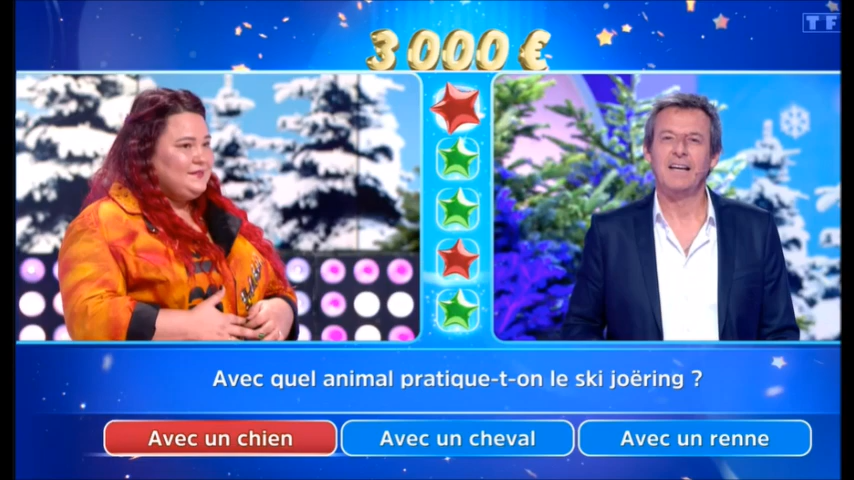 3 000 €
TF
Avec quel animal pratique-t-on le ski joëring ?
Avec un chien
Avec un cheval
Avec un renne